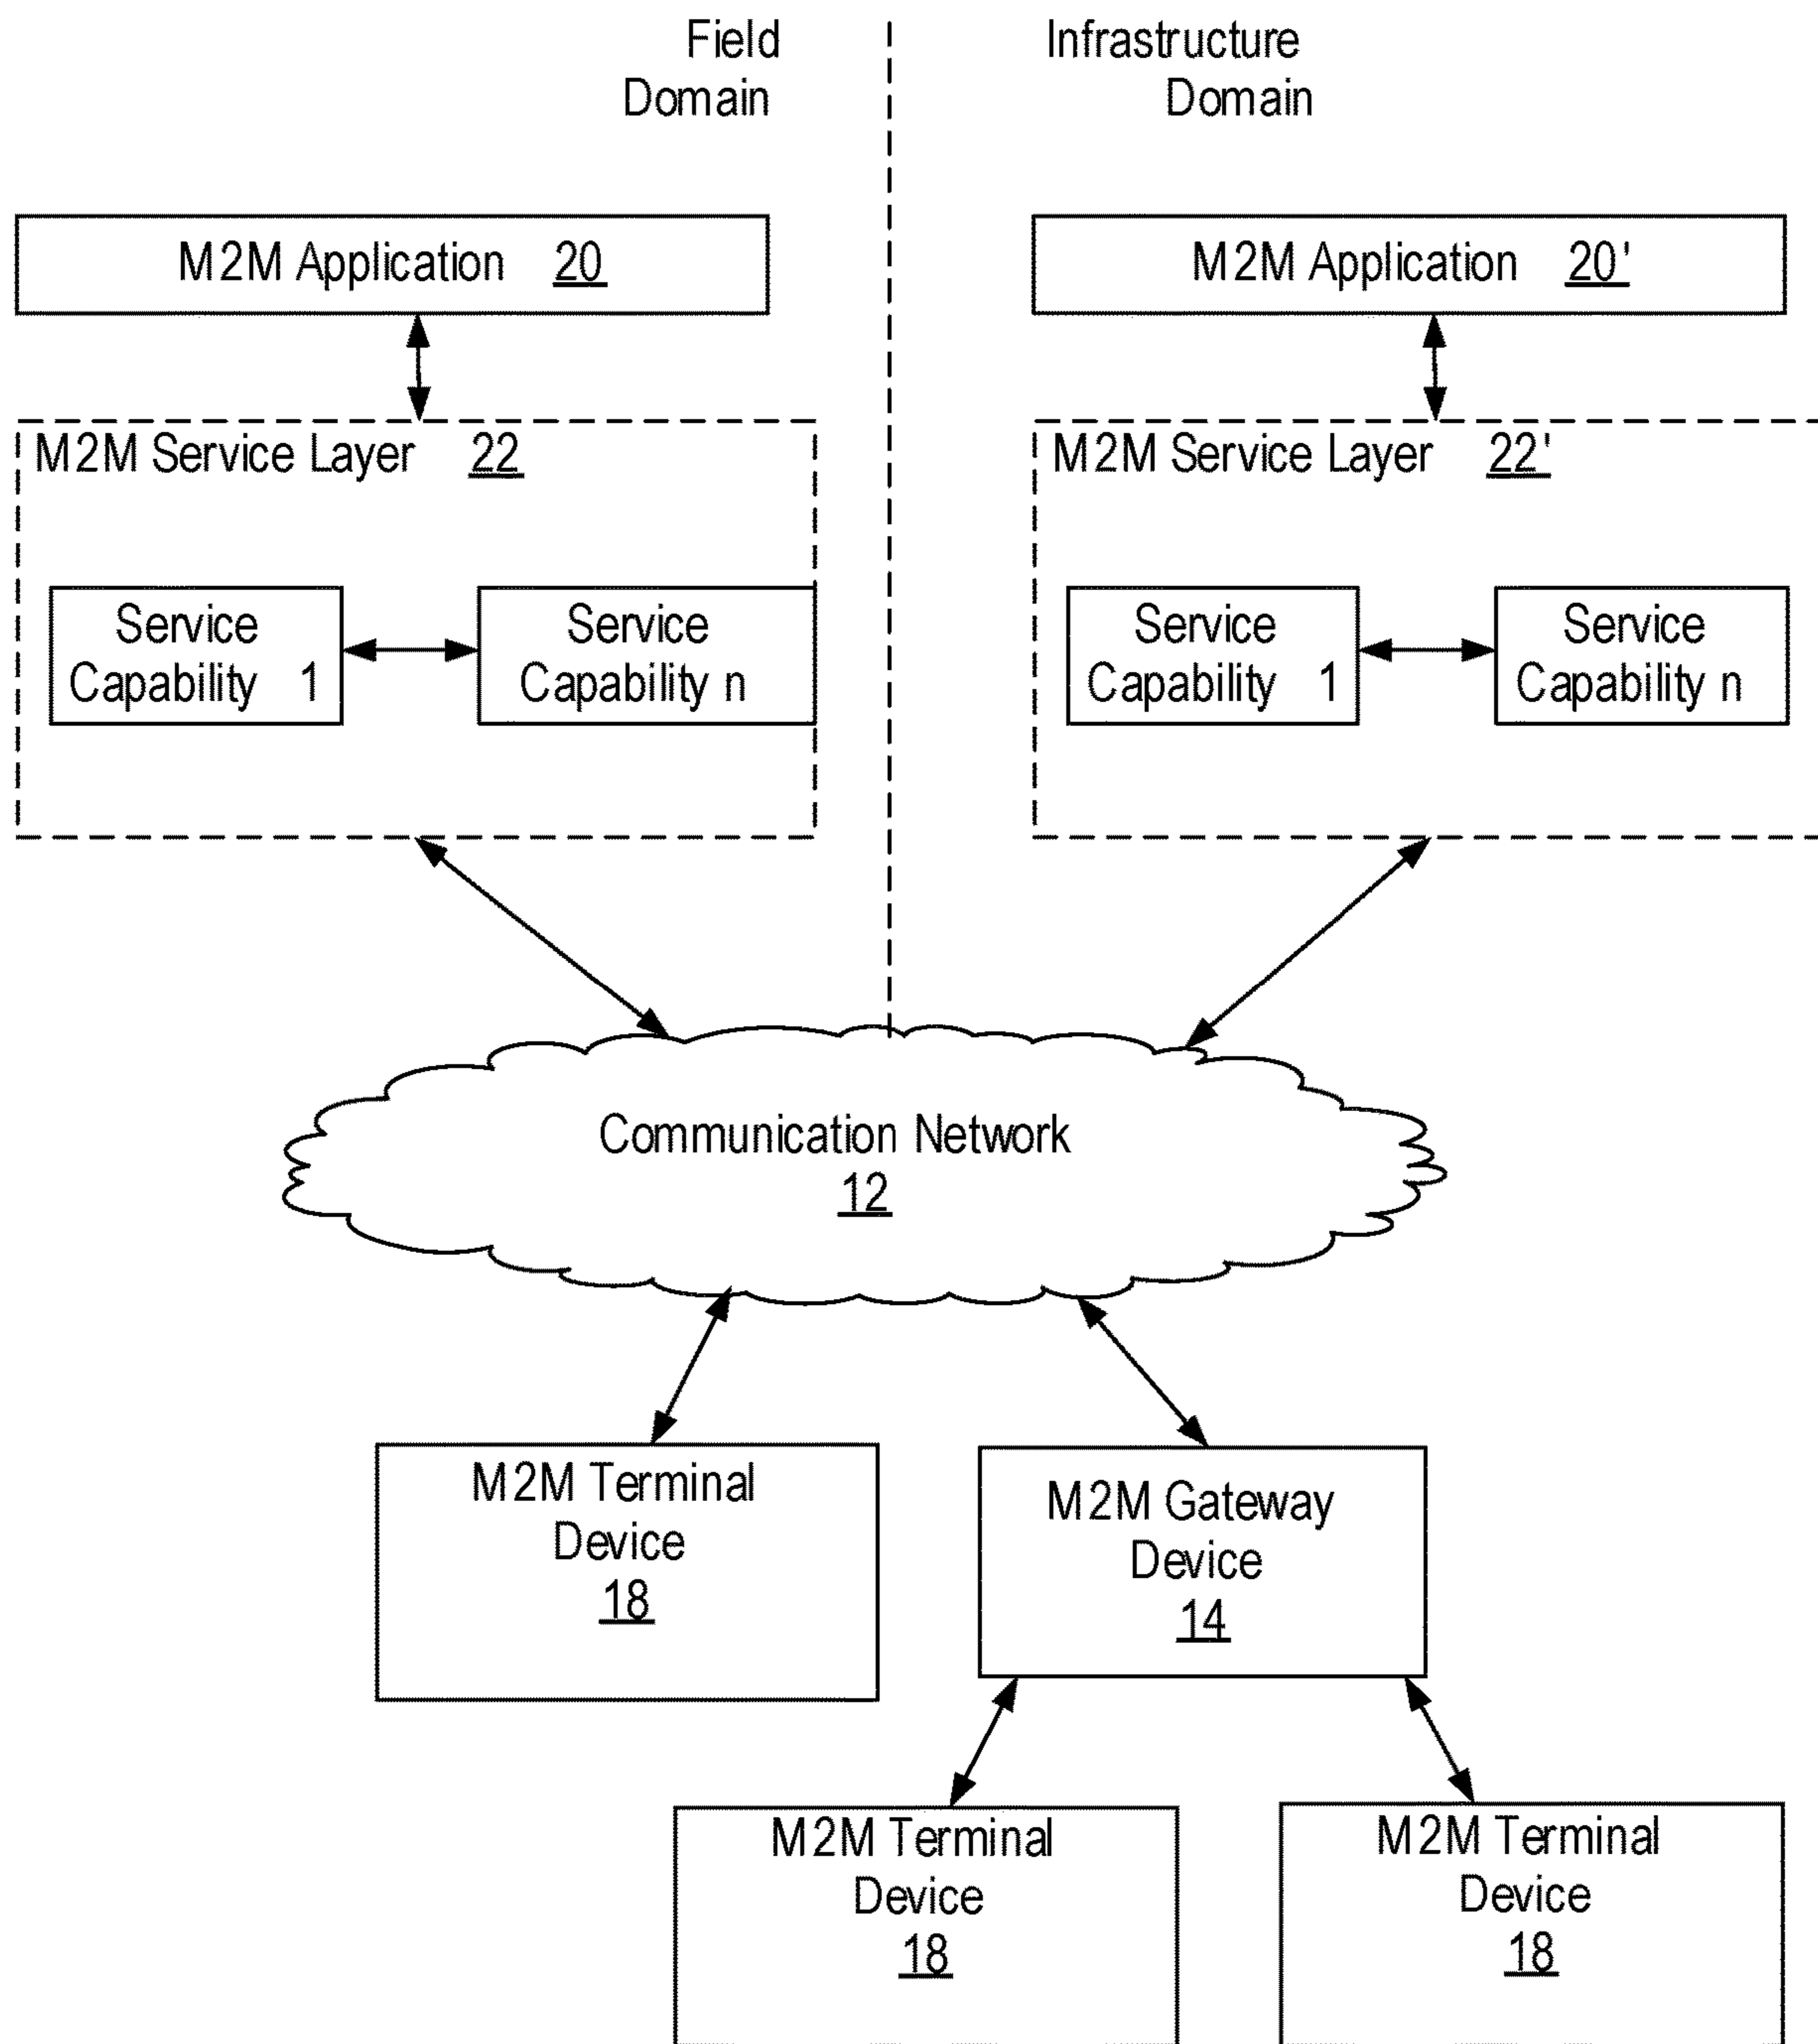 Field
Domain
Infrastructure
Domain
M2M Application 20
M2M Application 20'
M2M Service Layer 22
M2M Service Layer 22'
Service
Capability 1
Service
Capability n
Service
Capability 1
Service
Capability n
Communication Network
12
M2M Terminal
Device
18
M2M Gateway
Device
14
M2M Terminal
Device
18
M2M Terminal
Device
18